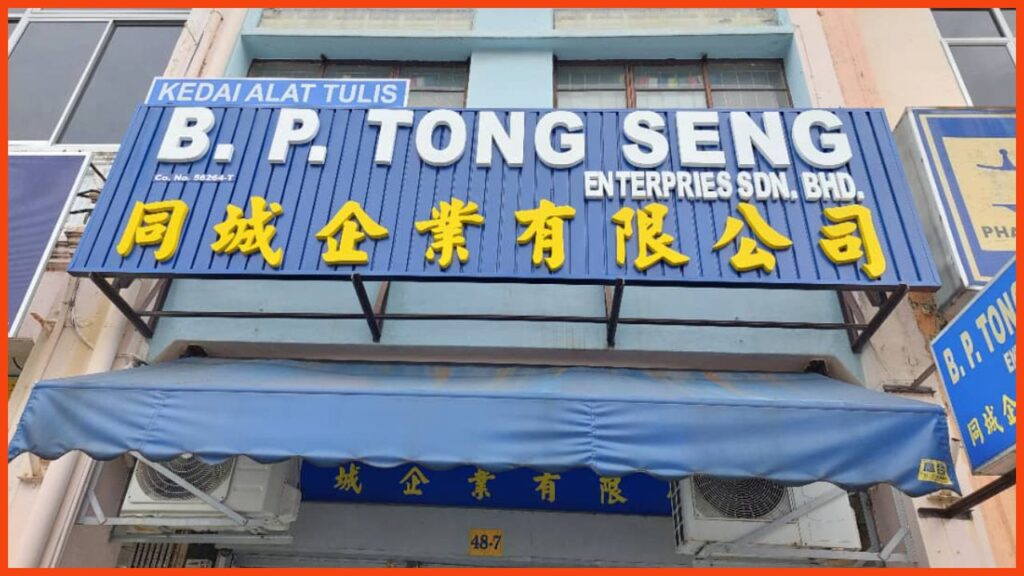 KEDAI ALAT TULIS
B. P. TONG SENG
Co. No. 56264-T
ENTERPRIES SDN. BHD.
同城企業有限公司
城企業有限
48-7
PHA
B. P. TON
同城企